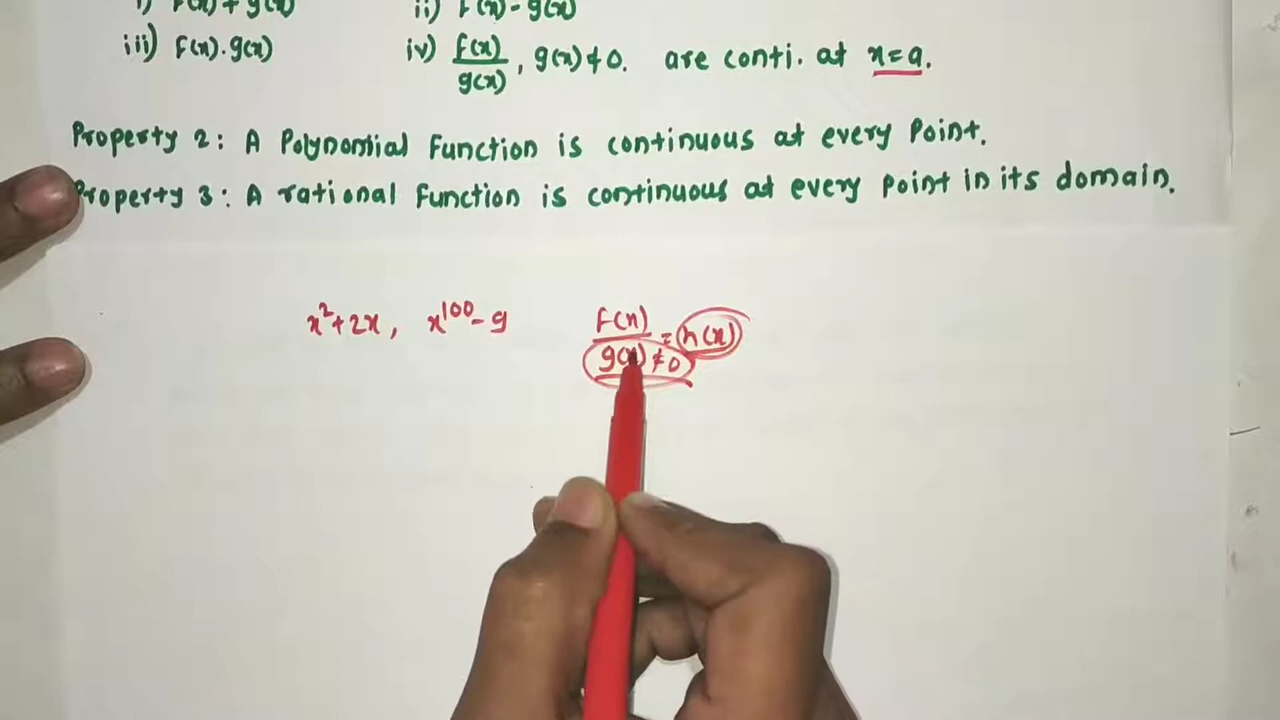 i) F(x) + g(x) ii) F(x) - g(x)
iii) F(x). g(x) iv) F(x)/g(x), g(x) ≠ 0. are conti. at x = a.
Property 2: A Polynomial Function is continuous at every Point.
Property 3: A rational Function is continuous at every Point in its domain.
x² + 2x, x¹⁰⁰ - 9 F(x)/g(x) ≠ 0 = h(x)